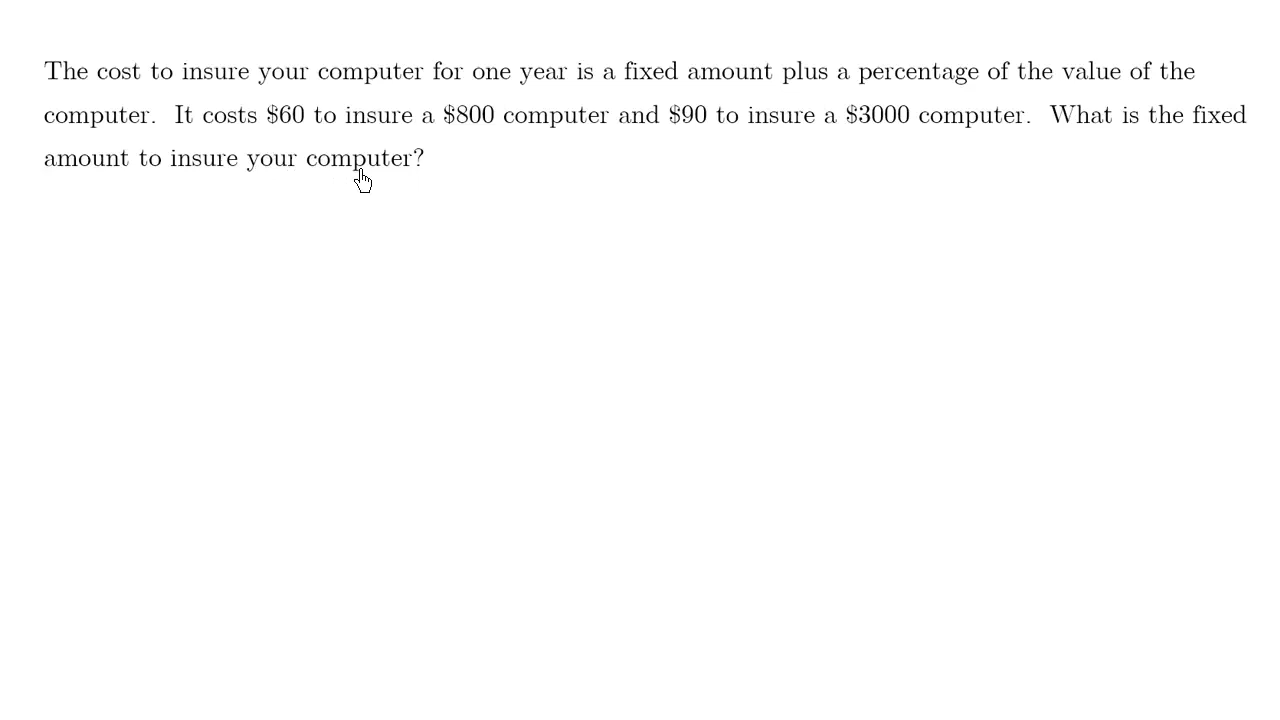 The cost to insure your computer for one year is a fixed amount plus a percentage of the value of the
computer. It costs $60 to insure a $800 computer and $90 to insure a $3000 computer. What is the fixed
amount to insure your computer?